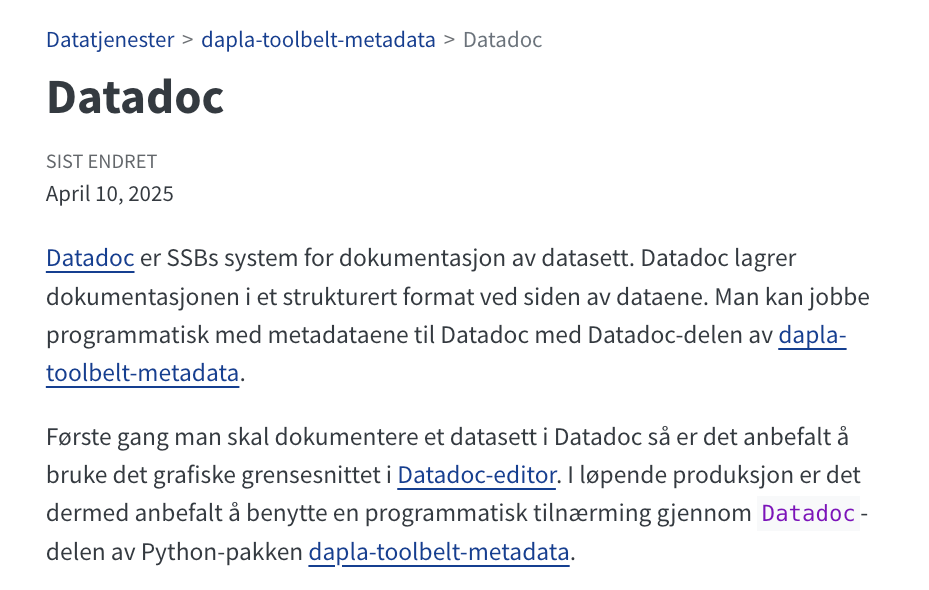 Datatjenester > dapla-toolbelt-metadata > Datadoc
Datadoc
SIST ENDRET
April 10, 2025
Datadoc er SSBs system for dokumentasjon av datasett. Datadoc lagrer
dokumentasjonen i et strukturert format ved siden av dataene. Man kan jobbe
programmatisk med metadataene til Datadoc med Datadoc-delen av dapla-
toolbelt-metadata.
Første gang man skal dokumentere et datasett i Datadoc så er det anbefalt å
bruke det grafiske grensesnittet i Datadoc-editor. I løpende produksjon er det
dermed anbefalt å benytte en programmatisk tilnærming gjennom Datadoc-
delen av Python-pakken dapla-toolbelt-metadata.